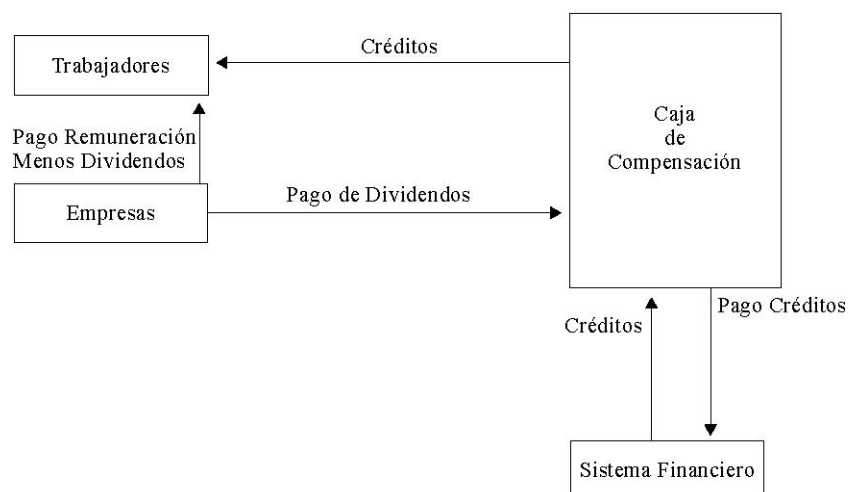 Créditos
Trabajadores
Caja
de
Compensación
Pago Remuneración
Menos Dividendos
Pago de Dividendos
Empresas
Pago Créditos
Créditos
Sistema Financiero